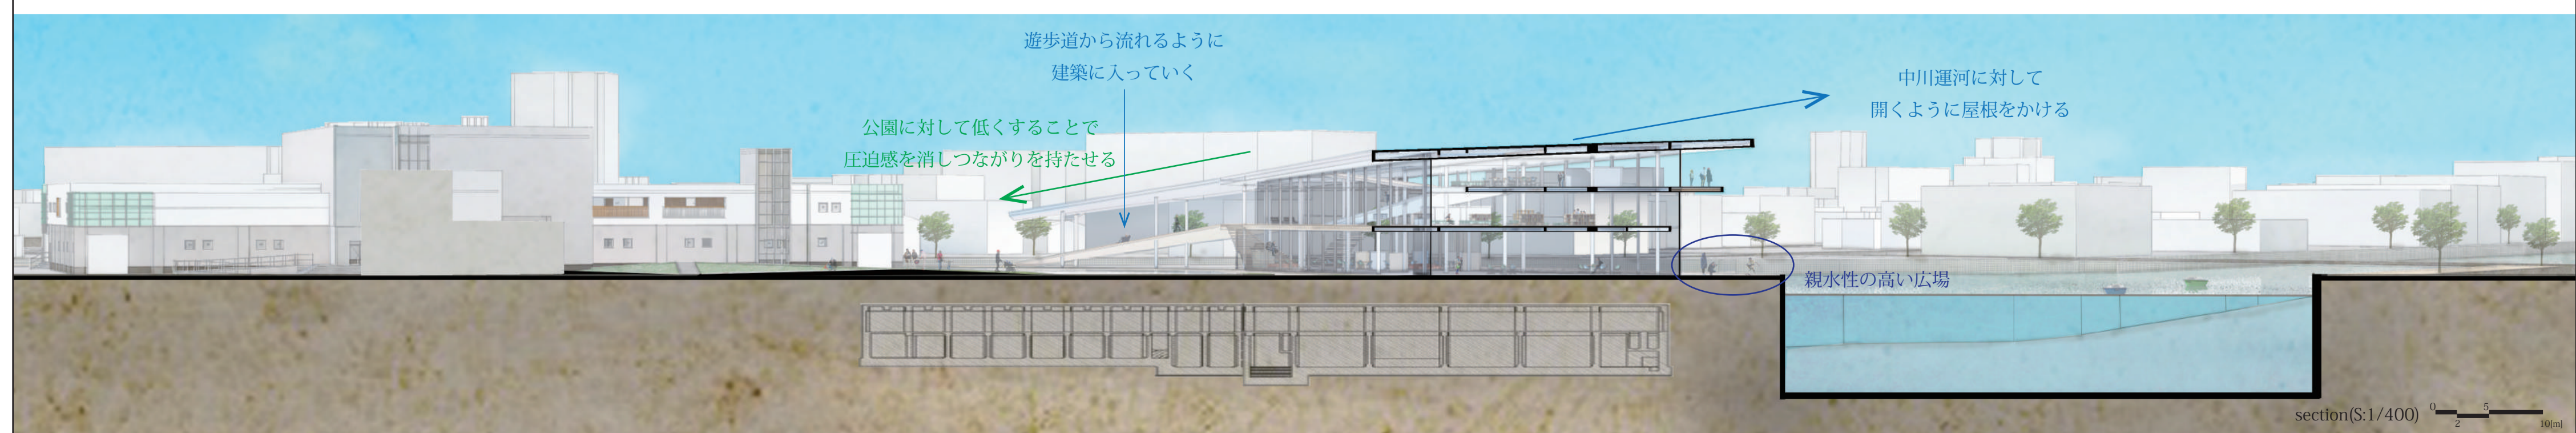 遊歩道から流れるように
建築に入っていく
公園に対して低くすることで
圧迫感を消しつながりを持たせる
中川運河に対して
開くように屋根をかける
親水性の高い広場
section(S:1/400)
0 5
2 10[m]